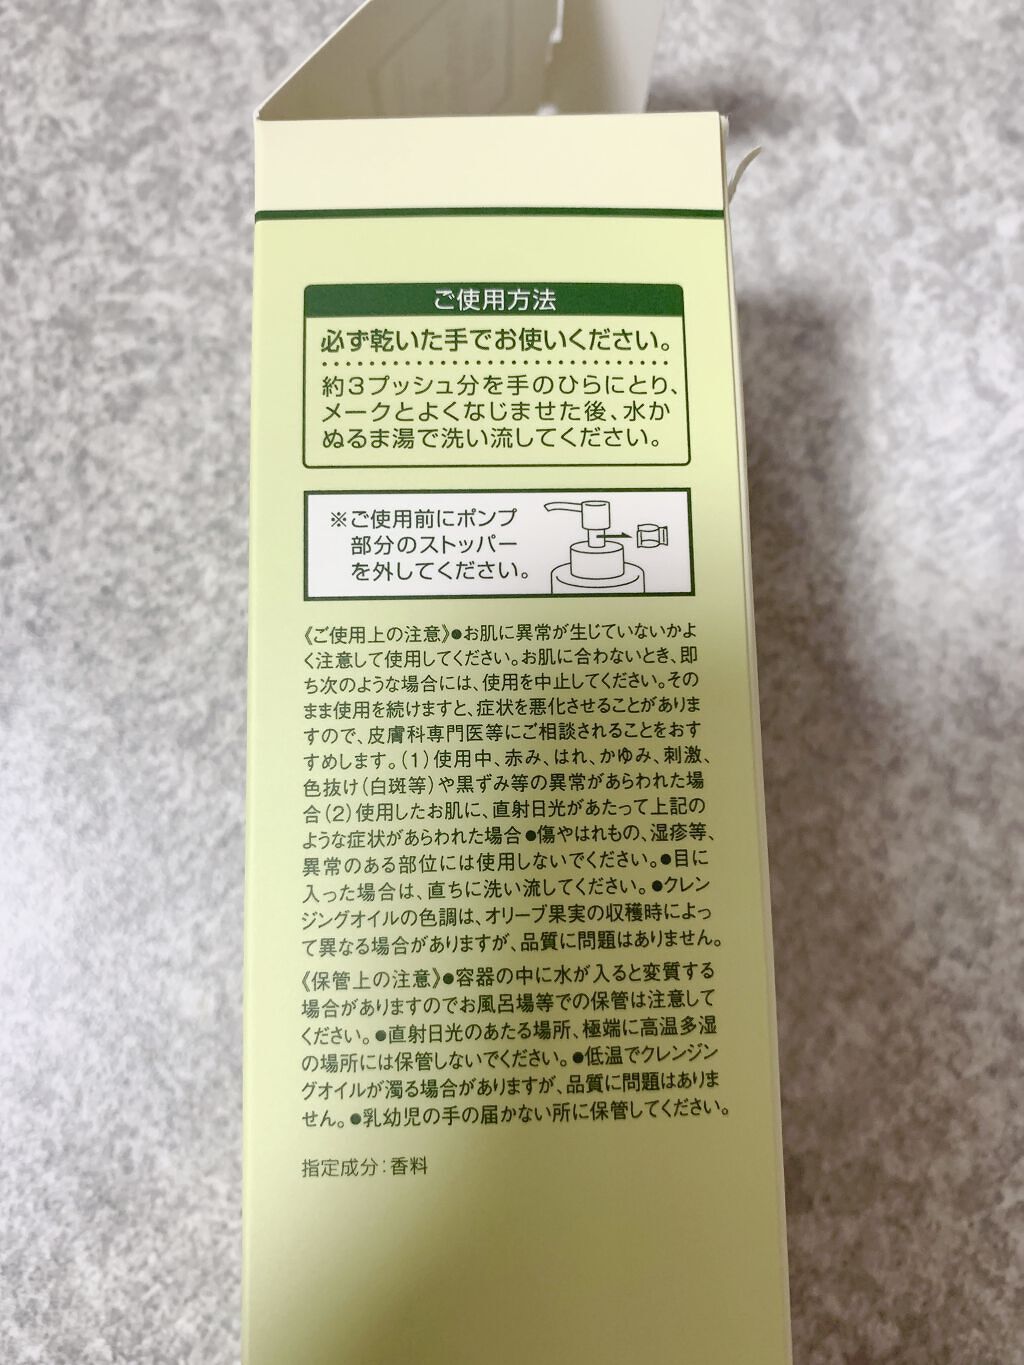 ご使用方法
必ず乾いた手でお使いください。
約3プッシュ分を手のひらにとり、
メークとよくなじませた後、水か
ぬるま湯で洗い流してください。
※ご使用前にポンプ
部分のストッパー
を外してください。
《ご使用上の注意》●お肌に異常が生じていないかよ
く注意して使用してください。お肌に合わないとき、即
ち次のような場合には、使用を中止してください。その
まま使用を続けますと、症状を悪化させることがありま
すので、皮膚科専門医等にご相談されることをおす
すめします。(1)使用中、赤み、はれ、かゆみ、刺激、
色抜け(白斑等)や黒ずみ等の異常があらわれた場
合(2)使用したお肌に、直射日光があたって上記の
ような症状があらわれた場合●傷やはれもの、湿疹等、
異常のある部位には使用しないでください。●目に
入った場合は、直ちに洗い流してください。●クレン
ジングオイルの色調は、オリーブ果実の収穫時によっ
て異なる場合がありますが、品質に問題はありません。
《保管上の注意》●容器の中に水が入ると変質する
場合がありますのでお風呂場等での保管は注意して
ください。●直射日光のあたる場所、極端に高温多湿
の場所には保管しないでください。●低温でクレンジン
グオイルが濁る場合がありますが、品質に問題はありま
せん。●乳幼児の手の届かない所に保管してください。
指定成分：香料